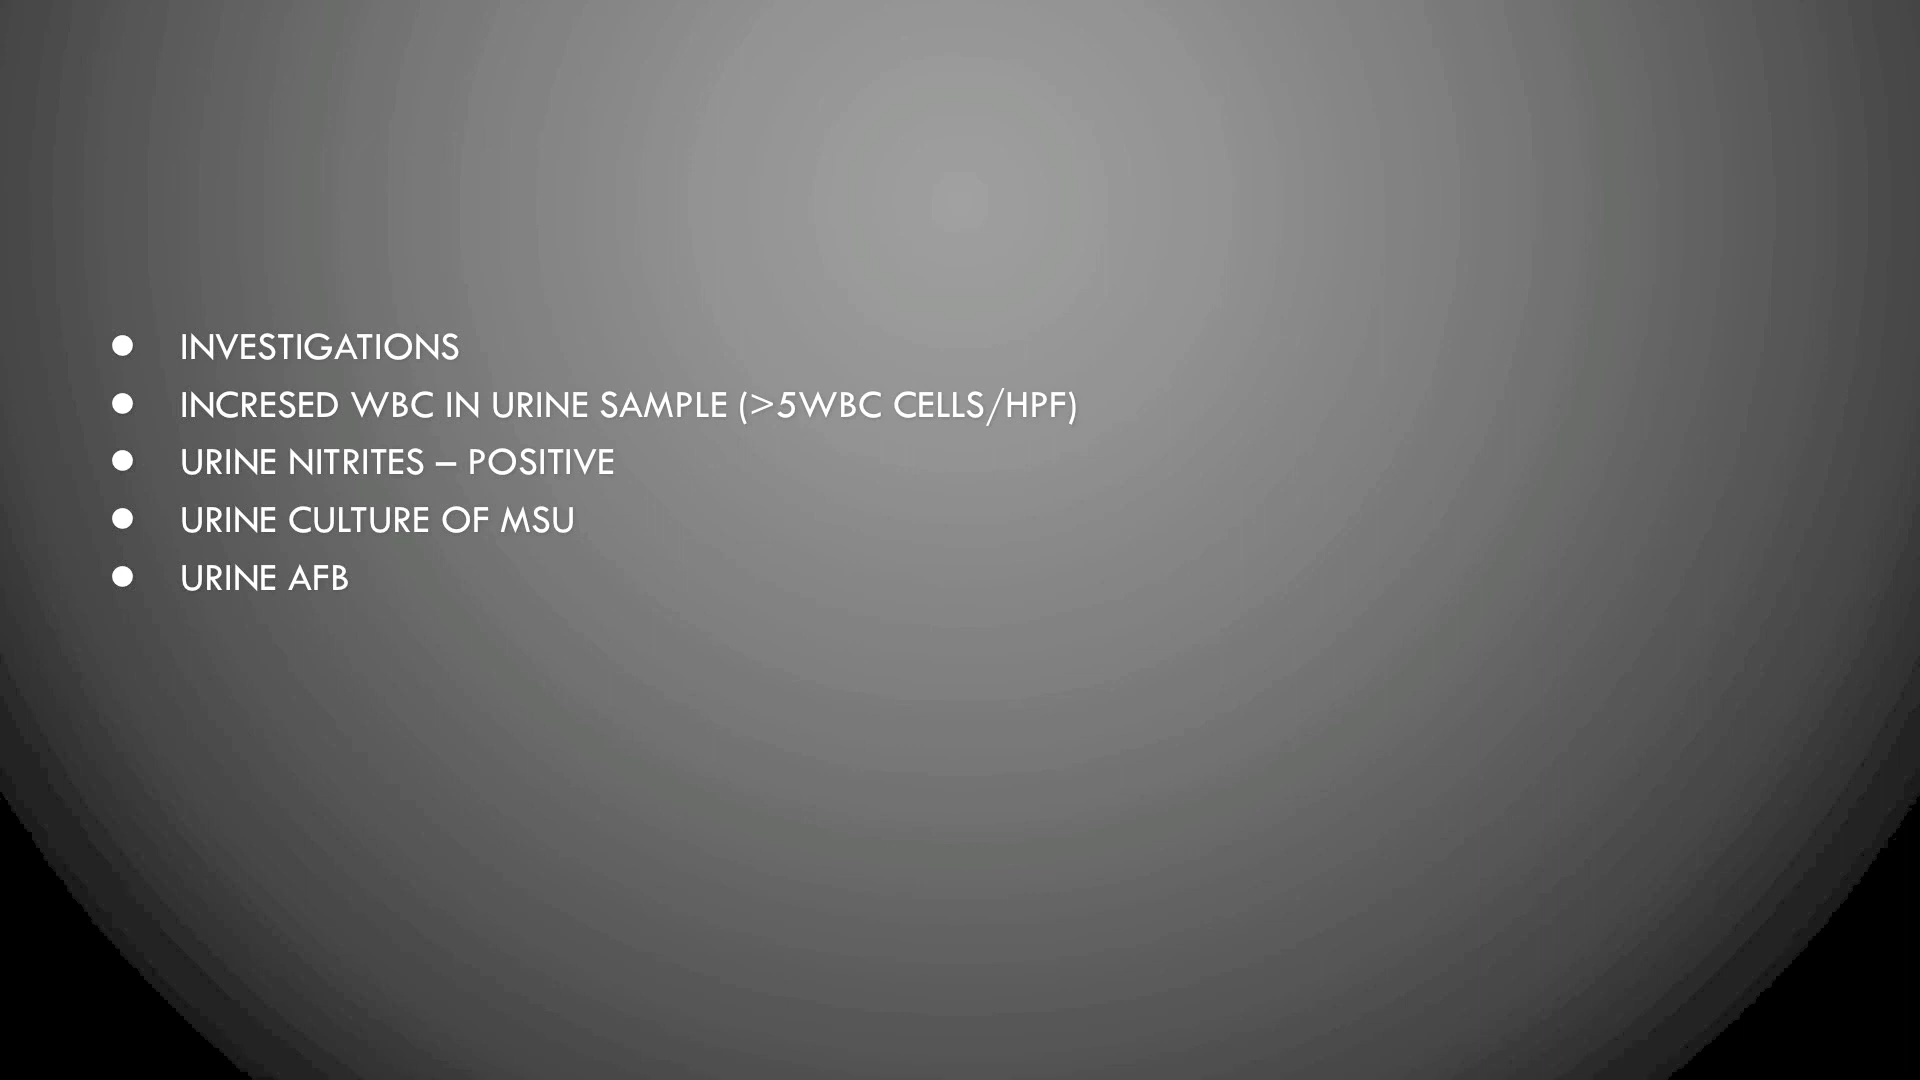 ● INVESTIGATIONS
● INCRESED WBC IN URINE SAMPLE (>5WBC CELLS/HPF)
● URINE NITRITES – POSITIVE
● URINE CULTURE OF MSU
● URINE AFB